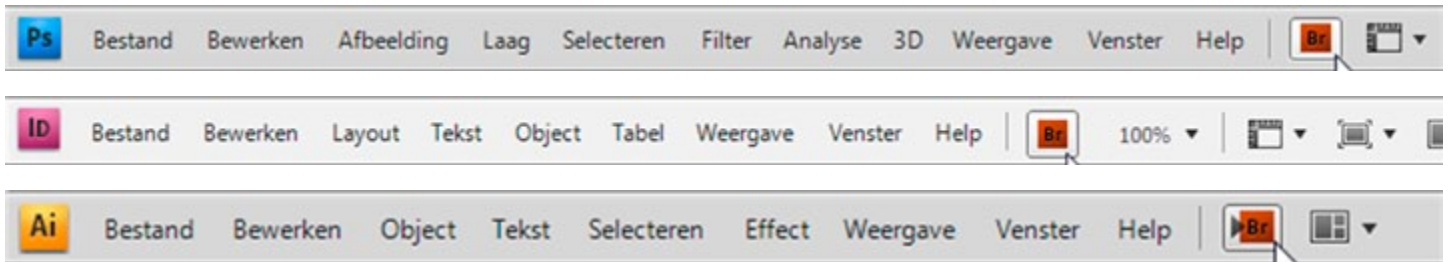 Ps Bestand Bewerken Afbeelding Laag Selecteren Filter Analyse 3D Weergave Venster Help Br
ID Bestand Bewerken Layout Tekst Object Tabel Weergave Venster Help Br 100%
Ai Bestand Bewerken Object Tekst Selecteren Effect Weergave Venster Help Br